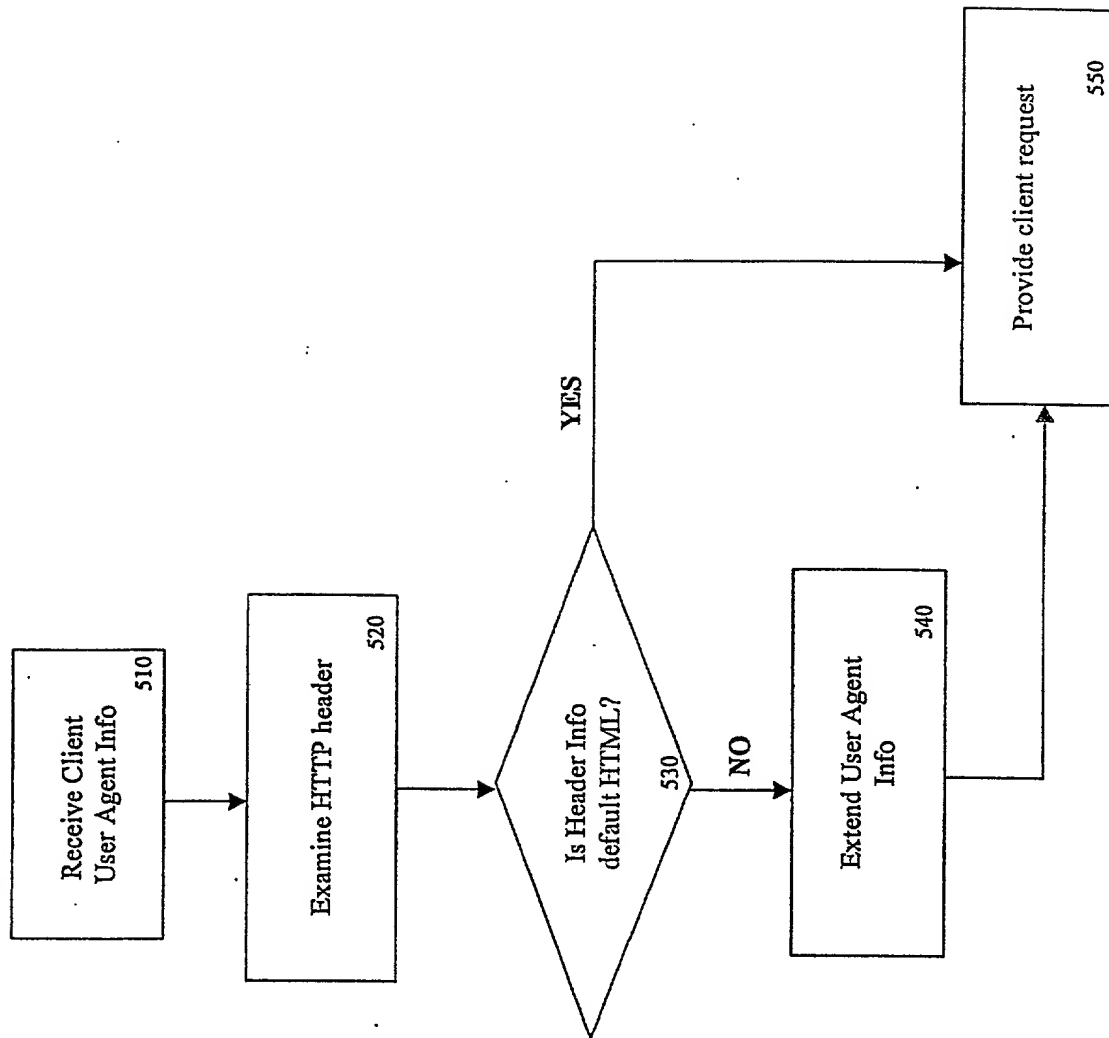 Receive Client
User Agent Info
510
Examine HTTP header
520
Is Header Info
default HTML?
530
YES
NO
Extend User Agent
Info
540
Provide client request
550